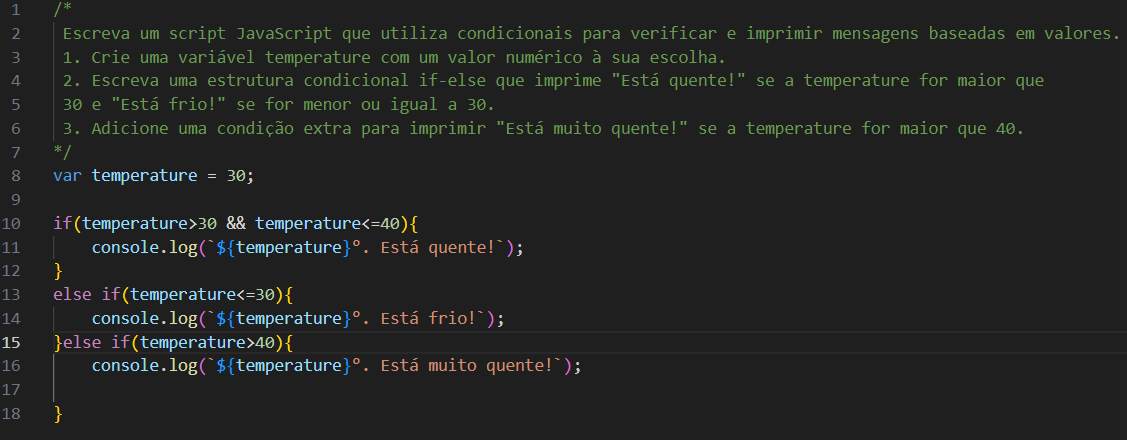 1 /*
2 Escreva um script JavaScript que utiliza condicionais para verificar e imprimir mensagens baseadas em valores.
3 1. Crie uma variável temperature com um valor numérico à sua escolha.
4 2. Escreva uma estrutura condicional if-else que imprime "Está quente!" se a temperature for maior que
5 30 e "Está frio!" se for menor ou igual a 30.
6 3. Adicione uma condição extra para imprimir "Está muito quente!" se a temperature for maior que 40.
7 */
8 var temperature = 30;
9
10 if(temperature>30 && temperature<=40){
11     console.log(`${temperature}º. Está quente!`);
12 }
13 else if(temperature<=30){
14     console.log(`${temperature}º. Está frio!`);
15 }else if(temperature>40){
16     console.log(`${temperature}º. Está muito quente!`);
17
18 }